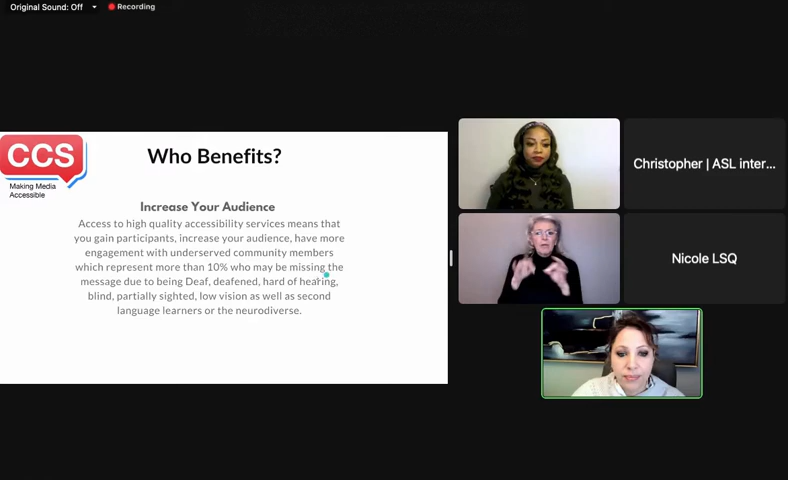 Original Sound: Off
Recording
CCS
Making Media
Accessible
Who Benefits?
Increase Your Audience
Access to high quality accessibility services means that
you gain participants, increase your audience, have more
engagement with underserved community members
which represent more than 10% who may be missing the
message due to being Deaf, deafened, hard of hearing,
blind, partially sighted, low vision as well as second
language learners or the neurodiverse.
Christopher | ASL inter...
Nicole LSQ